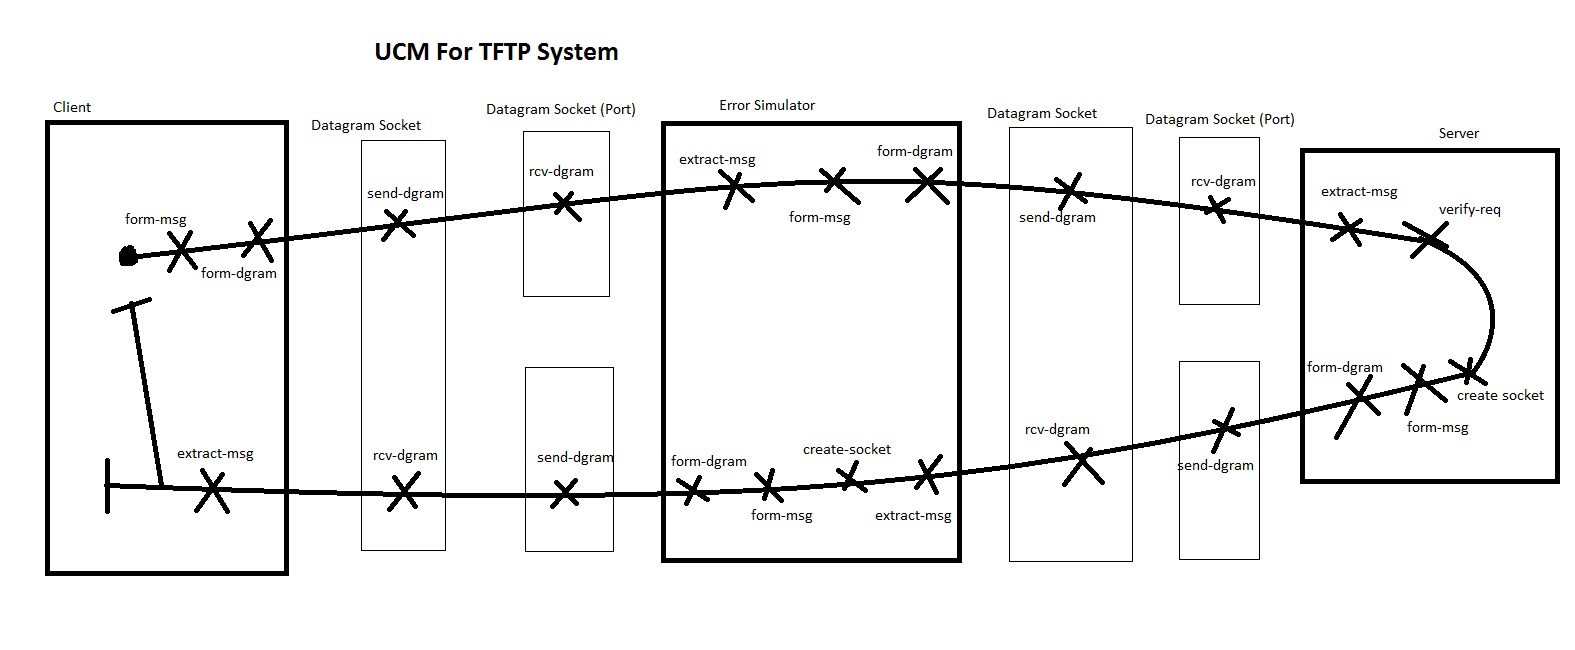 UCM For TFTP System
Client
Datagram Socket
Datagram Socket (Port)
Error Simulator
Datagram Socket
Datagram Socket (Port)
Server
form-msg
form-dgram
send-dgram
rcv-dgram
extract-msg
form-msg
form-dgram
send-dgram
rcv-dgram
extract-msg
verify-req
create socket
form-msg
form-dgram
send-dgram
rcv-dgram
extract-msg
create-socket
form-msg
form-dgram
send-dgram
rcv-dgram
extract-msg